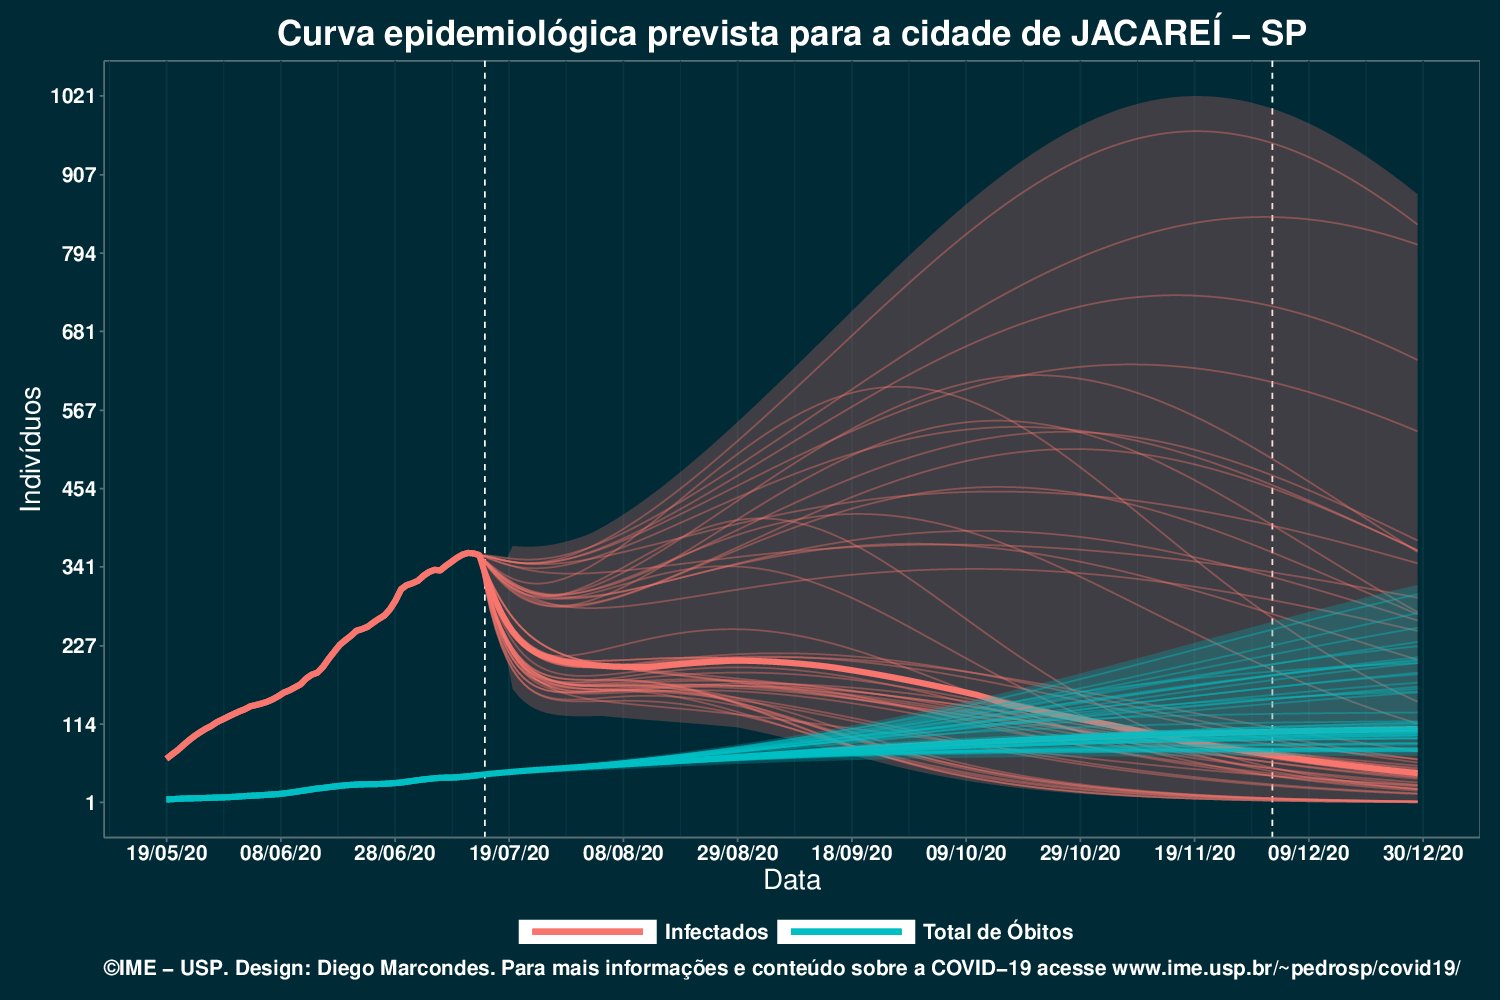 Curva epidemiológica prevista para a cidade de JACAREÍ – SP
1021
907
794
681
567
454
341
227
114
1
Indivíduos
19/05/20 08/06/20 28/06/20 19/07/20 08/08/20 29/08/20 18/09/20 09/10/20 29/10/20 19/11/20 09/12/20 30/12/20
Data
Infectados Total de Óbitos
©IME – USP. Design: Diego Marcondes. Para mais informações e conteúdo sobre a COVID–19 acesse www.ime.usp.br/~pedrosp/covid19/